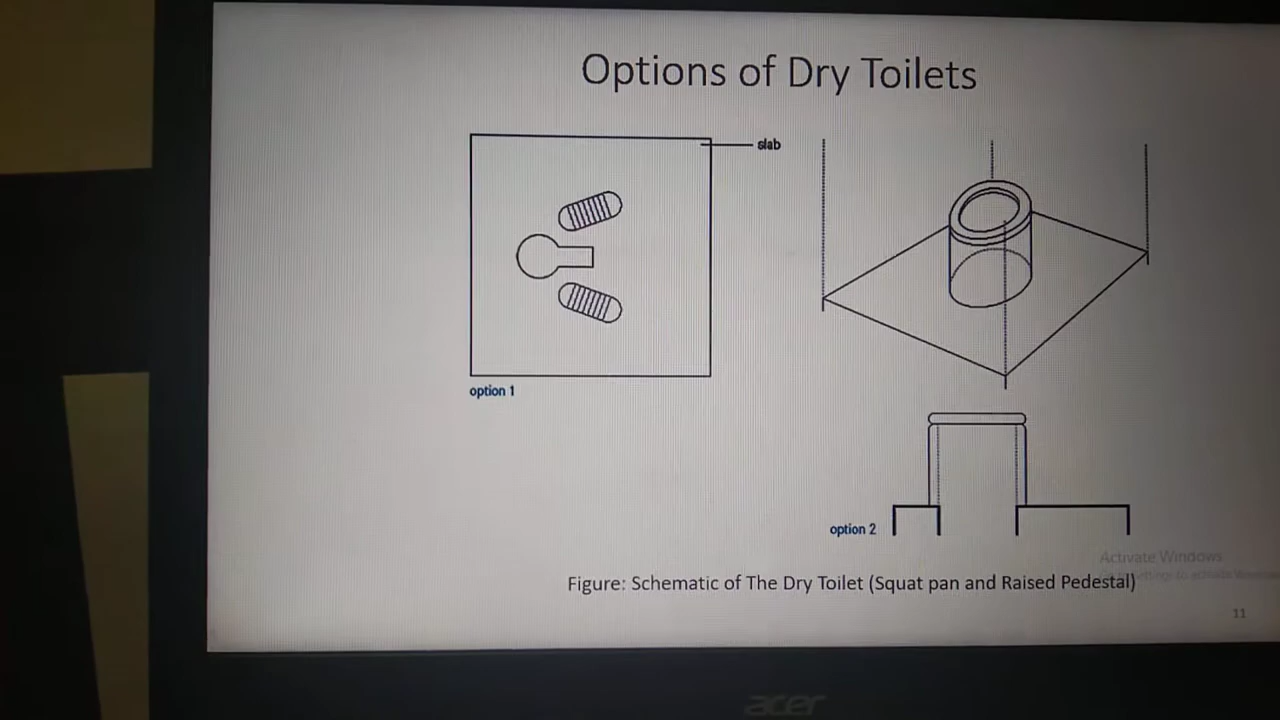 Options of Dry Toilets
slab
option 1
option 2
Activate Windows
Figure: Schematic of The Dry Toilet (Squat pan and Raised Pedestal)
11
acer